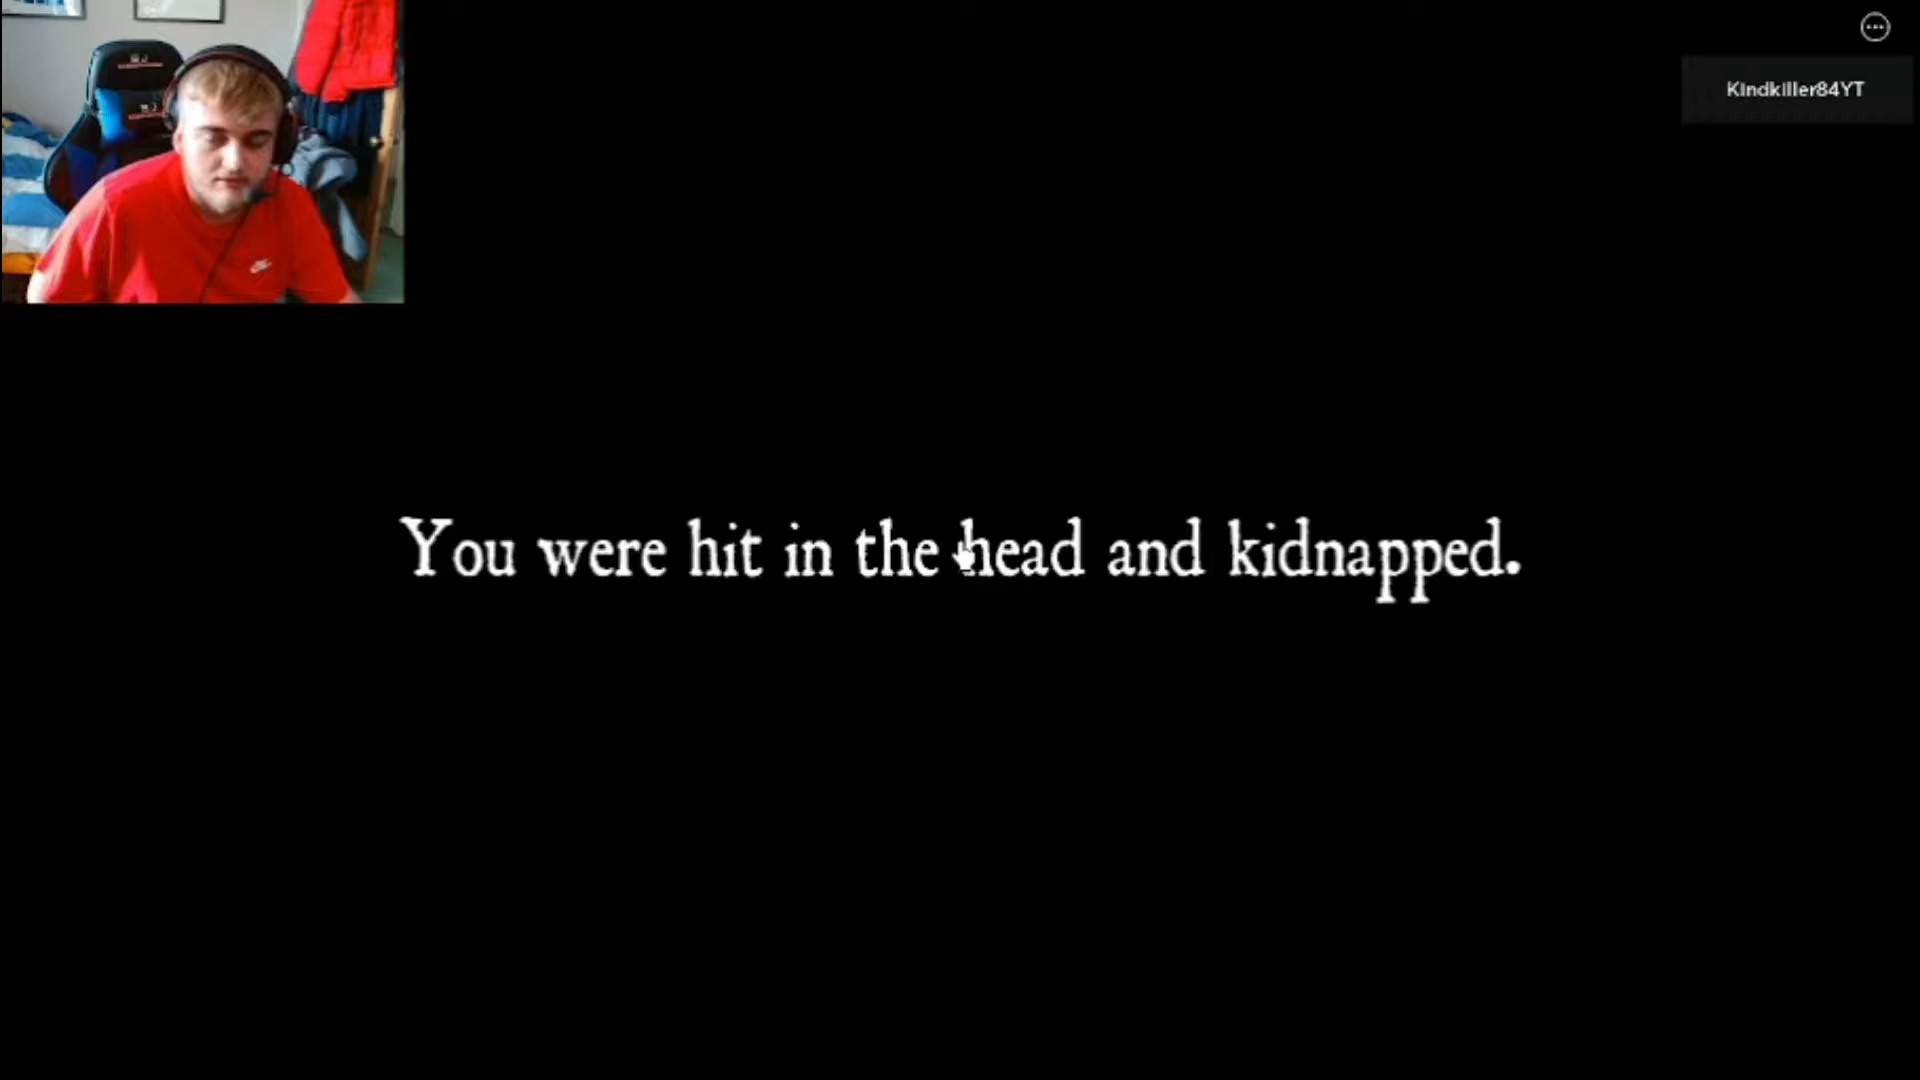 Kindkiller84YT
You were hit in the head and kidnapped.